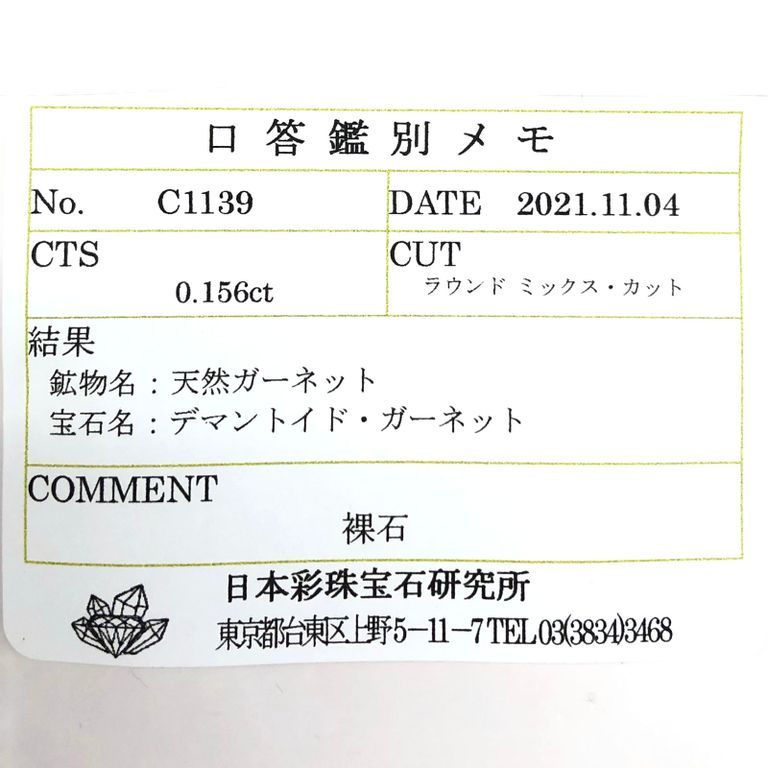 口答鑑別メモ
No. C1139 DATE 2021.11.04
CTS CUT
0.156ct ラウンド ミックス・カット
結果
鉱物名：天然ガーネット
宝石名：デマントイド・ガーネット
COMMENT
裸石
日本彩珠宝石研究所
東京都台東区上野5－11－7 TEL 03(3834)3468